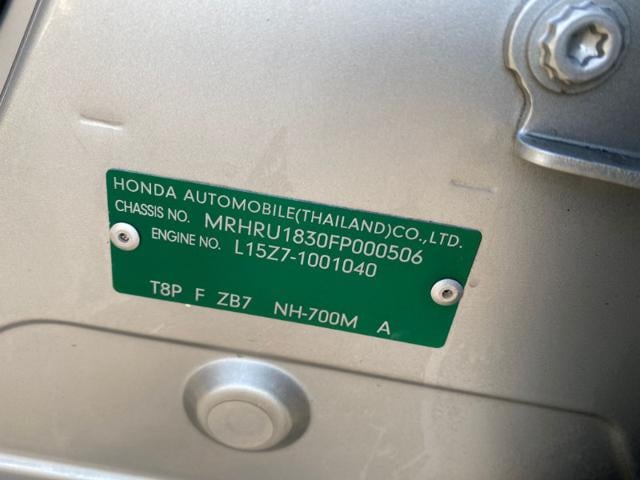 HONDA AUTOMOBILE(THAILAND)CO.,LTD.
CHASSIS NO. MRHRU1830FP000506
ENGINE NO. L15Z7-1001040
T8P F ZB7 NH-700M A